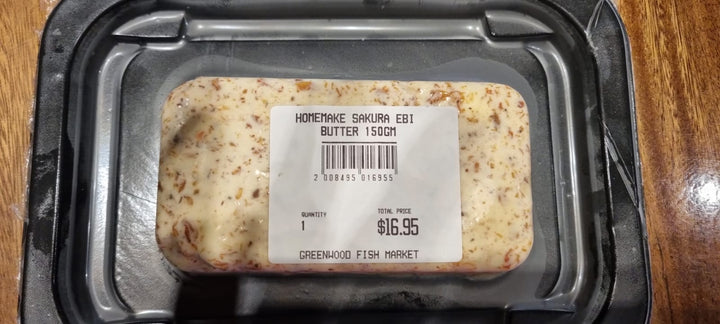 HOMEMAKE SAKURA EBI
BUTTER 150GM
2 008495 016955
QUANTITY TOTAL PRICE
1 $16.95
GREENWOOD FISH MARKET